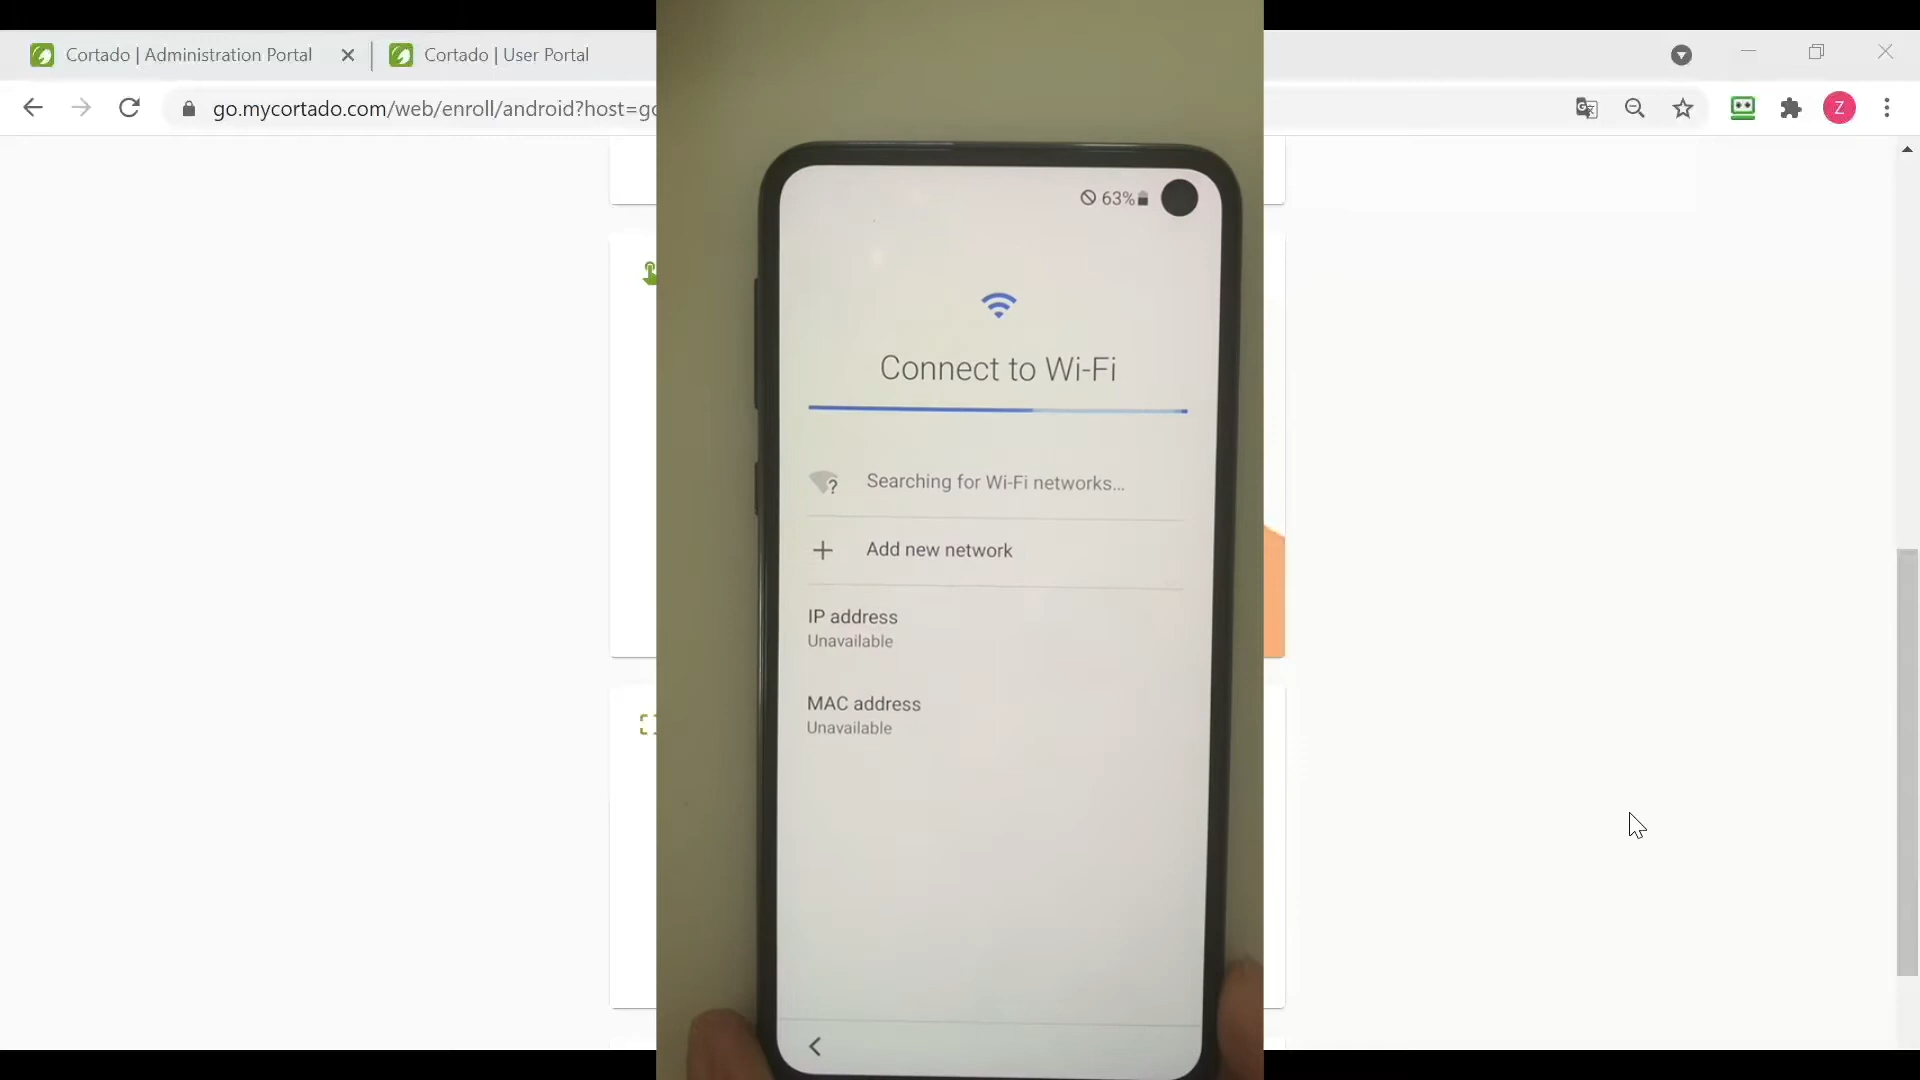 Cortado | Administration Portal
Cortado | User Portal
go.mycortado.com/web/enroll/android?host=go
Z
63%
Connect to Wi-Fi
? Searching for Wi-Fi networks...
+ Add new network
IP address
Unavailable
MAC address
Unavailable